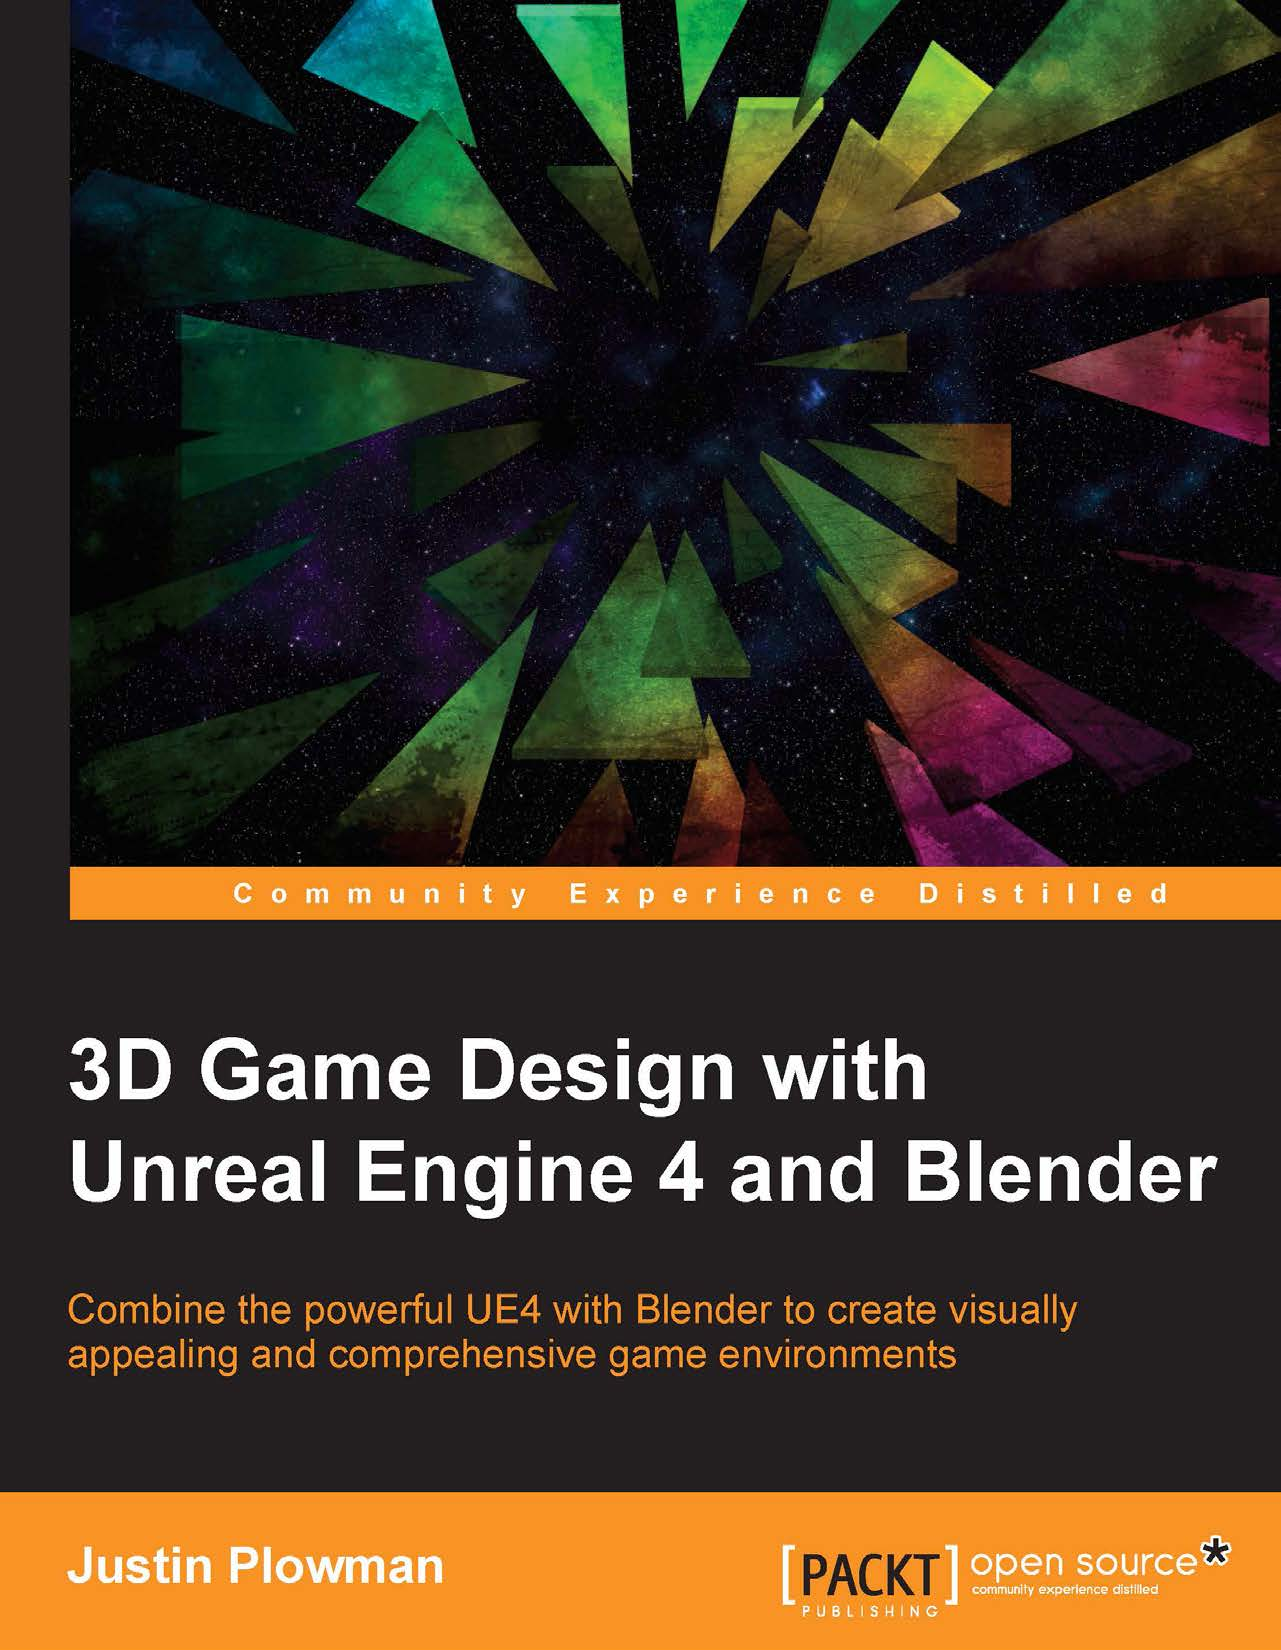 Community Experience Distilled
3D Game Design with
Unreal Engine 4 and Blender
Combine the powerful UE4 with Blender to create visually
appealing and comprehensive game environments
Justin Plowman
[PACKT] open source*
PUBLISHING community experience distilled